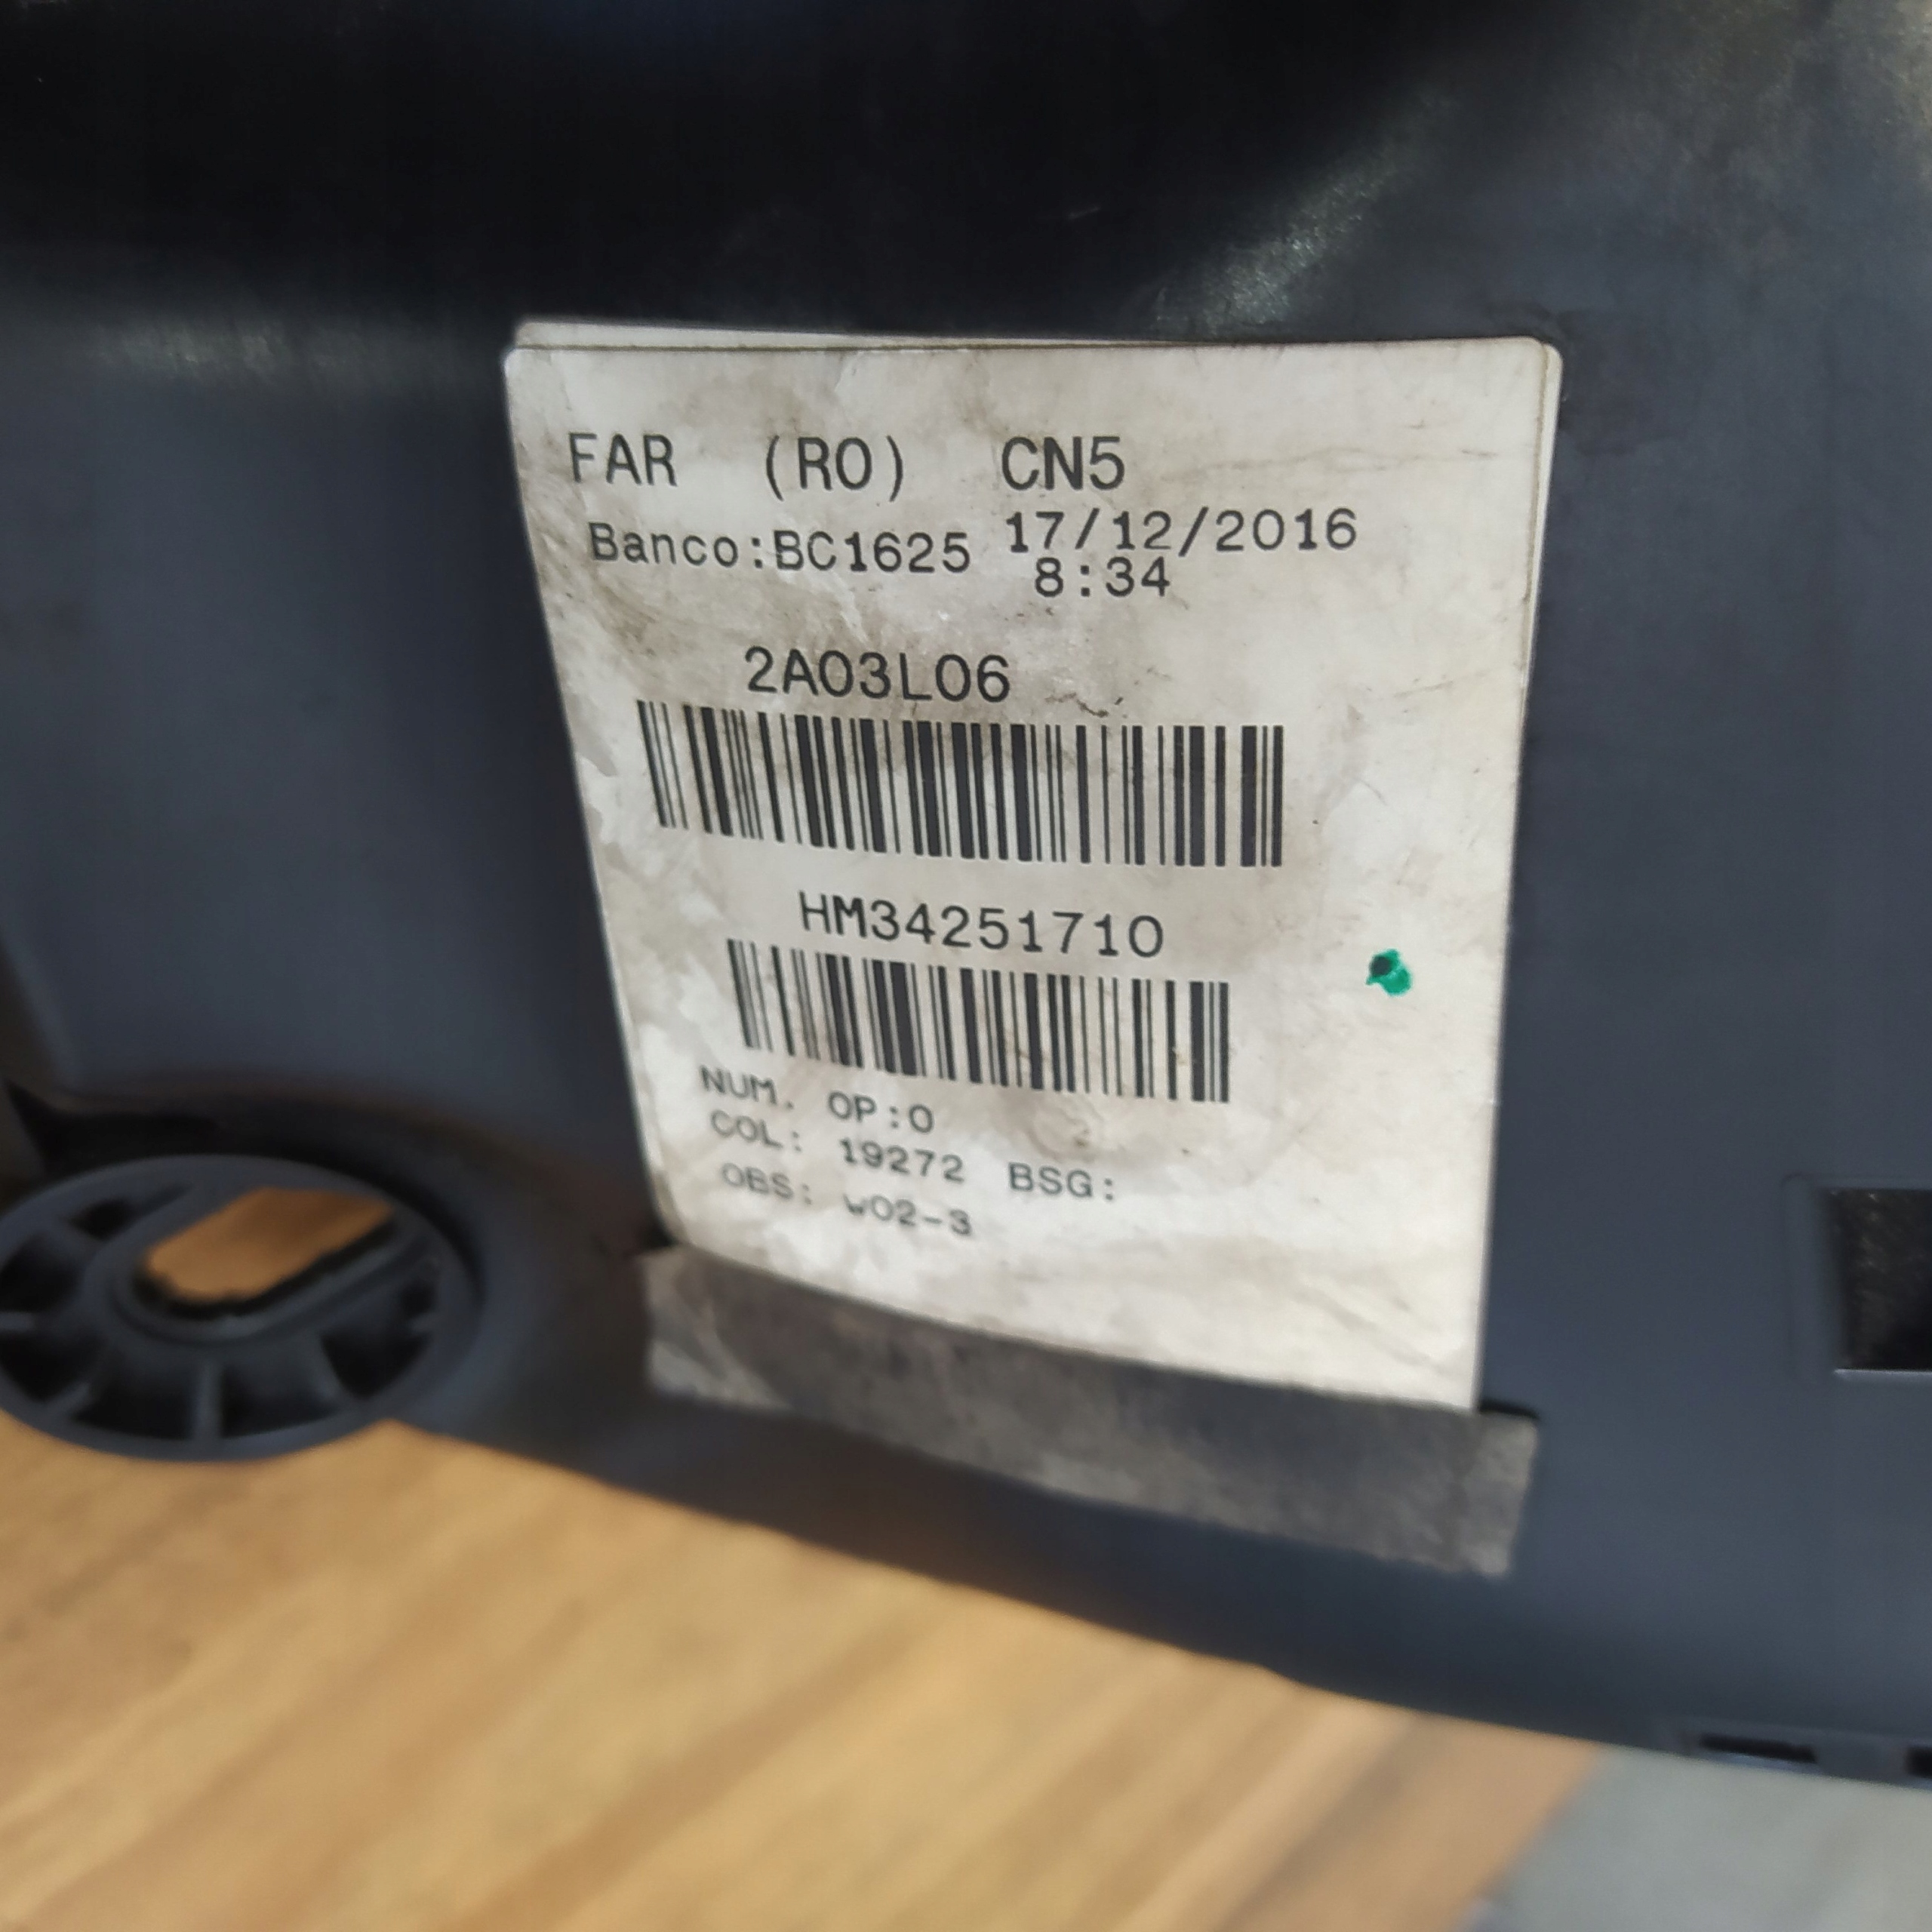 FAR (RO) CN5
Banco:BC1625 17/12/2016
8:34
2A03L06
HM34251710
NUM. OP:0
COL: 19272 BSG:
OBS: W02-3